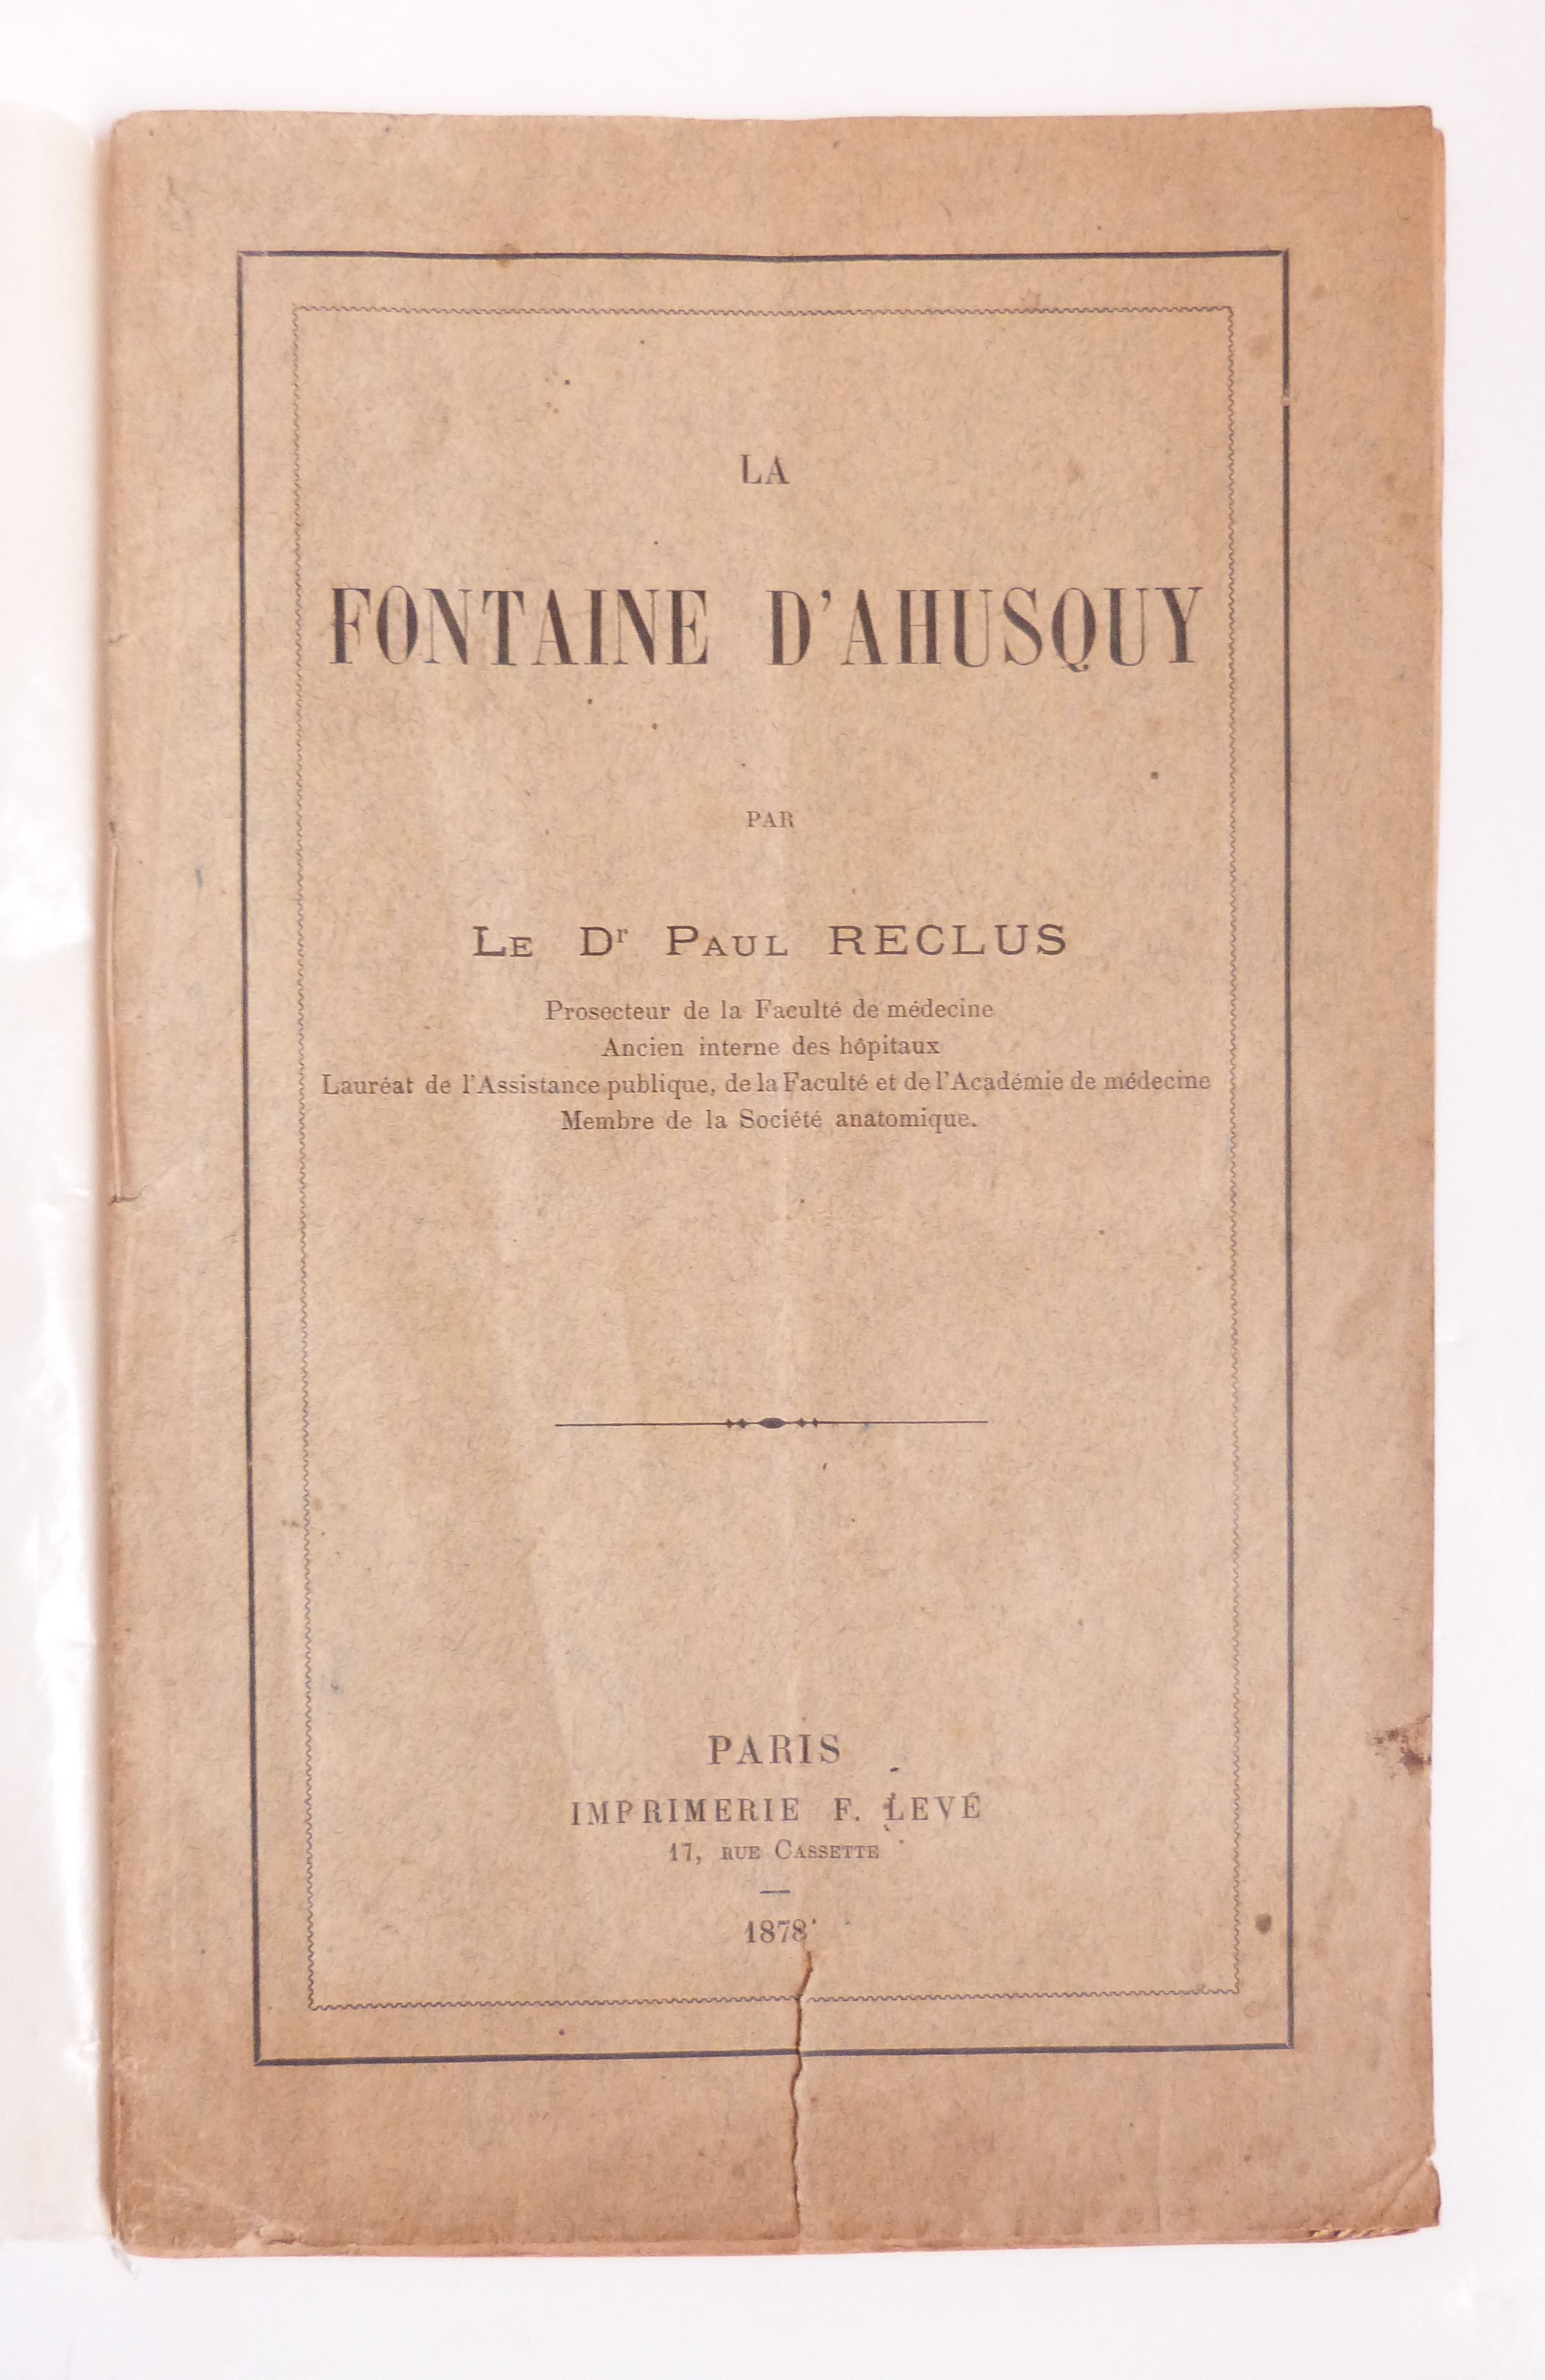 LA
FONTAINE D'AHUSQUY
PAR
LE Dr PAUL RECLUS
Prosecteur de la Faculté de médecine
Ancien interne des hôpitaux
Lauréat de l'Assistance publique, de la Faculté et de l'Académie de médecine
Membre de la Société anatomique.
PARIS
IMPRIMERIE F. LEVÉ
17, RUE CASSETTE
1878